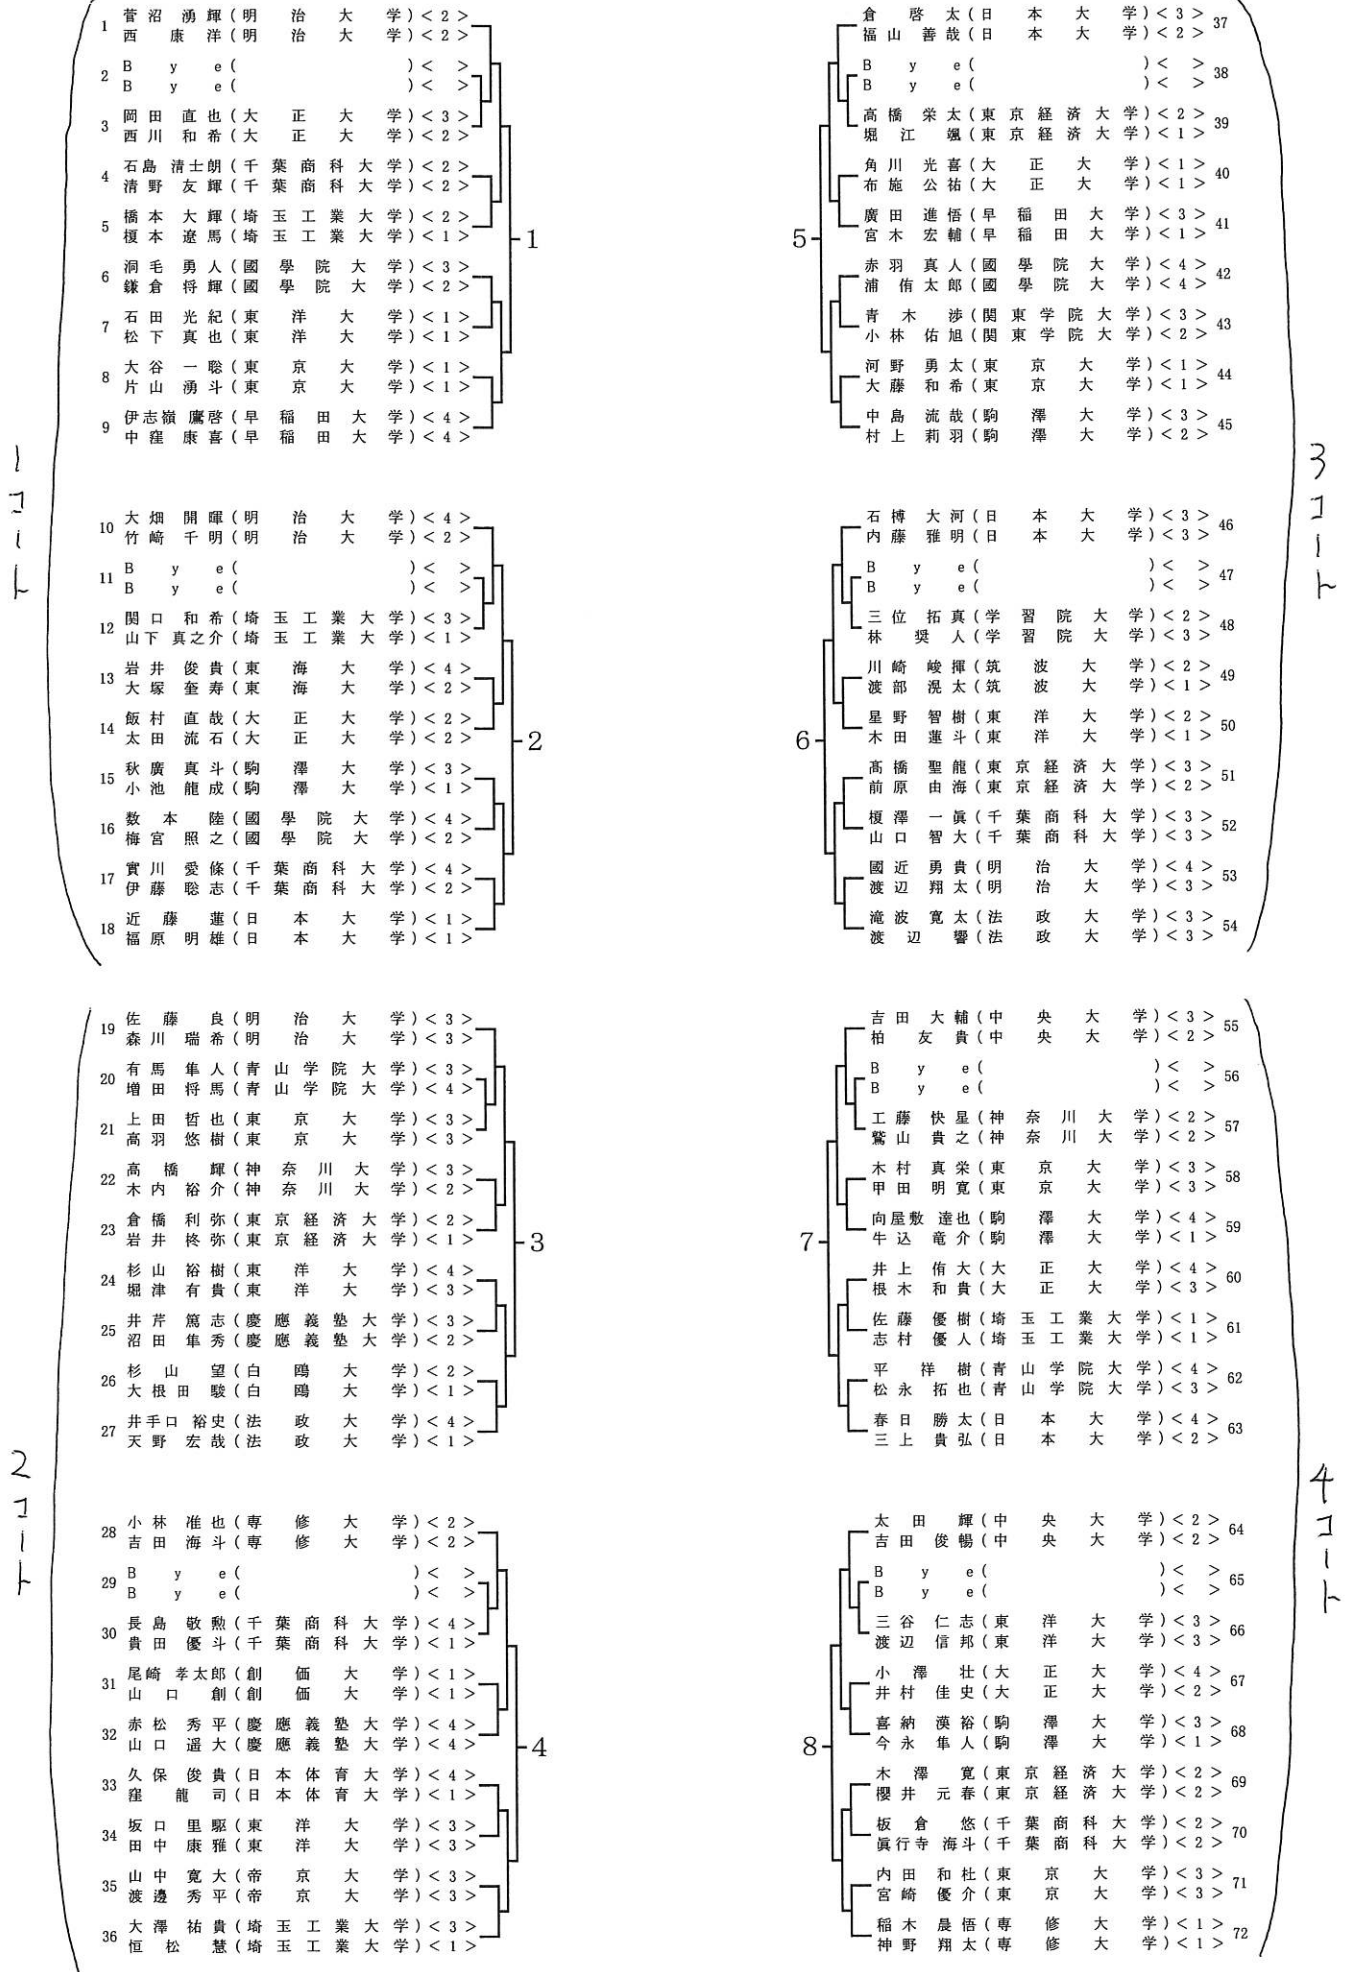 1コート
1 菅沼湧輝(明治大学)<2>
西康洋(明治大学)<2>
2 Bye( )< >
Bye( )< >
3 岡田直也(大正大学)<3>
西川和希(大正大学)<2>
4 石島清士朗(千葉商科大学)<2>
清野友輝(千葉商科大学)<2>
5 橋本大輝(埼玉工業大学)<2>
榎本遼馬(埼玉工業大学)<1>
6 洞毛勇人(國學院大学)<3>
鎌倉将輝(國學院大学)<2>
7 石田光紀(東洋大学)<1>
松下真也(東洋大学)<1>
8 大谷一聡(東京大学)<1>
片山湧斗(東京大学)<1>
9 伊志嶺鷹啓(早稲田大学)<4>
中窪康喜(早稲田大学)<4>
1
10 大畑開暉(明治大学)<4>
竹﨑千明(明治大学)<2>
11 Bye( )< >
Bye( )< >
12 関口和希(埼玉工業大学)<3>
山下真之介(埼玉工業大学)<1>
13 岩井俊貴(東海大学)<4>
大塚奎寿(東海大学)<2>
14 飯村直哉(大正大学)<2>
太田流石(大正大学)<2>
15 秋廣真斗(駒澤大学)<3>
小池龍成(駒澤大学)<1>
16 数本陸(國學院大学)<4>
梅宮照之(國學院大学)<2>
17 實川愛絛(千葉商科大学)<4>
伊藤聡志(千葉商科大学)<2>
18 近藤蓮(日本大学)<1>
福原明雄(日本大学)<1>
2
2コート
19 佐藤良(明治大学)<3>
森川瑞希(明治大学)<3>
20 有馬隼人(青山学院大学)<3>
増田将馬(青山学院大学)<4>
21 上田哲也(東京大学)<3>
高羽悠樹(東京大学)<3>
22 高橋輝(神奈川大学)<3>
木内裕介(神奈川大学)<2>
23 倉橋利弥(東京経済大学)<2>
岩井柊弥(東京経済大学)<1>
24 杉山裕樹(東洋大学)<4>
堀津有貴(東洋大学)<3>
25 井芹篤志(慶應義塾大学)<3>
沼田隼秀(慶應義塾大学)<2>
26 杉山望(白鴎大学)<2>
大根田駿(白鴎大学)<1>
27 井手口裕史(法政大学)<4>
天野宏哉(法政大学)<1>
3
28 小林准也(専修大学)<2>
吉田海斗(専修大学)<2>
29 Bye( )< >
Bye( )< >
30 長島敬勲(千葉商科大学)<4>
貴田優斗(千葉商科大学)<1>
31 尾崎孝太郎(創価大学)<1>
山口創(創価大学)<1>
32 赤松秀平(慶應義塾大学)<4>
山口遥大(慶應義塾大学)<4>
33 久保俊貴(日本体育大学)<4>
窪龍司(日本体育大学)<1>
34 坂口里駆(東洋大学)<3>
田中康雅(東洋大学)<3>
35 山中寛大(帝京大学)<3>
渡邊秀平(帝京大学)<3>
36 大澤祐貴(埼玉工業大学)<3>
恒松慧(埼玉工業大学)<1>
4
3コート
倉啓太(日本大学)<3> 37
福山善哉(日本大学)<2>
Bye( )< > 38
Bye( )< >
高橋栄太(東京経済大学)<2> 39
堀江颯(東京経済大学)<1>
角川光喜(大正大学)<1> 40
布施公祐(大正大学)<1>
廣田進悟(早稲田大学)<3> 41
宮木宏輔(早稲田大学)<1>
赤羽真人(國學院大学)<4> 42
浦侑太郎(國學院大学)<4>
青木渉(関東学院大学)<3> 43
小林佑旭(関東学院大学)<2>
河野勇太(東京大学)<1> 44
大藤和希(東京大学)<1>
中島流哉(駒澤大学)<3> 45
村上莉羽(駒澤大学)<2>
5
石博大河(日本大学)<3> 46
内藤雅明(日本大学)<3>
Bye( )< > 47
Bye( )< >
三位拓真(学習院大学)<2> 48
林奨人(学習院大学)<3>
川崎峻揮(筑波大学)<2> 49
渡部滉太(筑波大学)<1>
星野智樹(東洋大学)<2> 50
木田蓮斗(東洋大学)<1>
髙橋聖龍(東京経済大学)<3> 51
前原由海(東京経済大学)<2>
榎澤一眞(千葉商科大学)<3> 52
山口智大(千葉商科大学)<3>
國近勇貴(明治大学)<4> 53
渡辺翔太(明治大学)<3>
滝波寛太(法政大学)<3> 54
渡辺響(法政大学)<3>
6
4コート
吉田大輔(中央大学)<3> 55
柏友貴(中央大学)<2>
Bye( )< > 56
Bye( )< >
工藤快星(神奈川大学)<2> 57
鷲山貴之(神奈川大学)<2>
木村真栄(東京大学)<3> 58
甲田明寛(東京大学)<3>
向屋敷達也(駒澤大学)<4> 59
牛込竜介(駒澤大学)<1>
井上侑大(大正大学)<4> 60
根木和貴(大正大学)<3>
佐藤優樹(埼玉工業大学)<1> 61
志村優人(埼玉工業大学)<1>
平祥樹(青山学院大学)<4> 62
松永拓也(青山学院大学)<3>
春日勝太(日本大学)<4> 63
三上貴弘(日本大学)<2>
7
太田輝(中央大学)<2> 64
吉田俊暢(中央大学)<2>
Bye( )< > 65
Bye( )< >
三谷仁志(東洋大学)<3> 66
渡辺信邦(東洋大学)<3>
小澤壮(大正大学)<4> 67
井村佳史(大正大学)<2>
喜納漢裕(駒澤大学)<3> 68
今永隼人(駒澤大学)<1>
木澤寛(東京経済大学)<2> 69
櫻井元春(東京経済大学)<2>
板倉悠(千葉商科大学)<2> 70
眞行寺海斗(千葉商科大学)<2>
内田和杜(東京大学)<3> 71
宮崎優介(東京大学)<3>
稲木晨悟(専修大学)<1> 72
神野翔太(専修大学)<1>
8